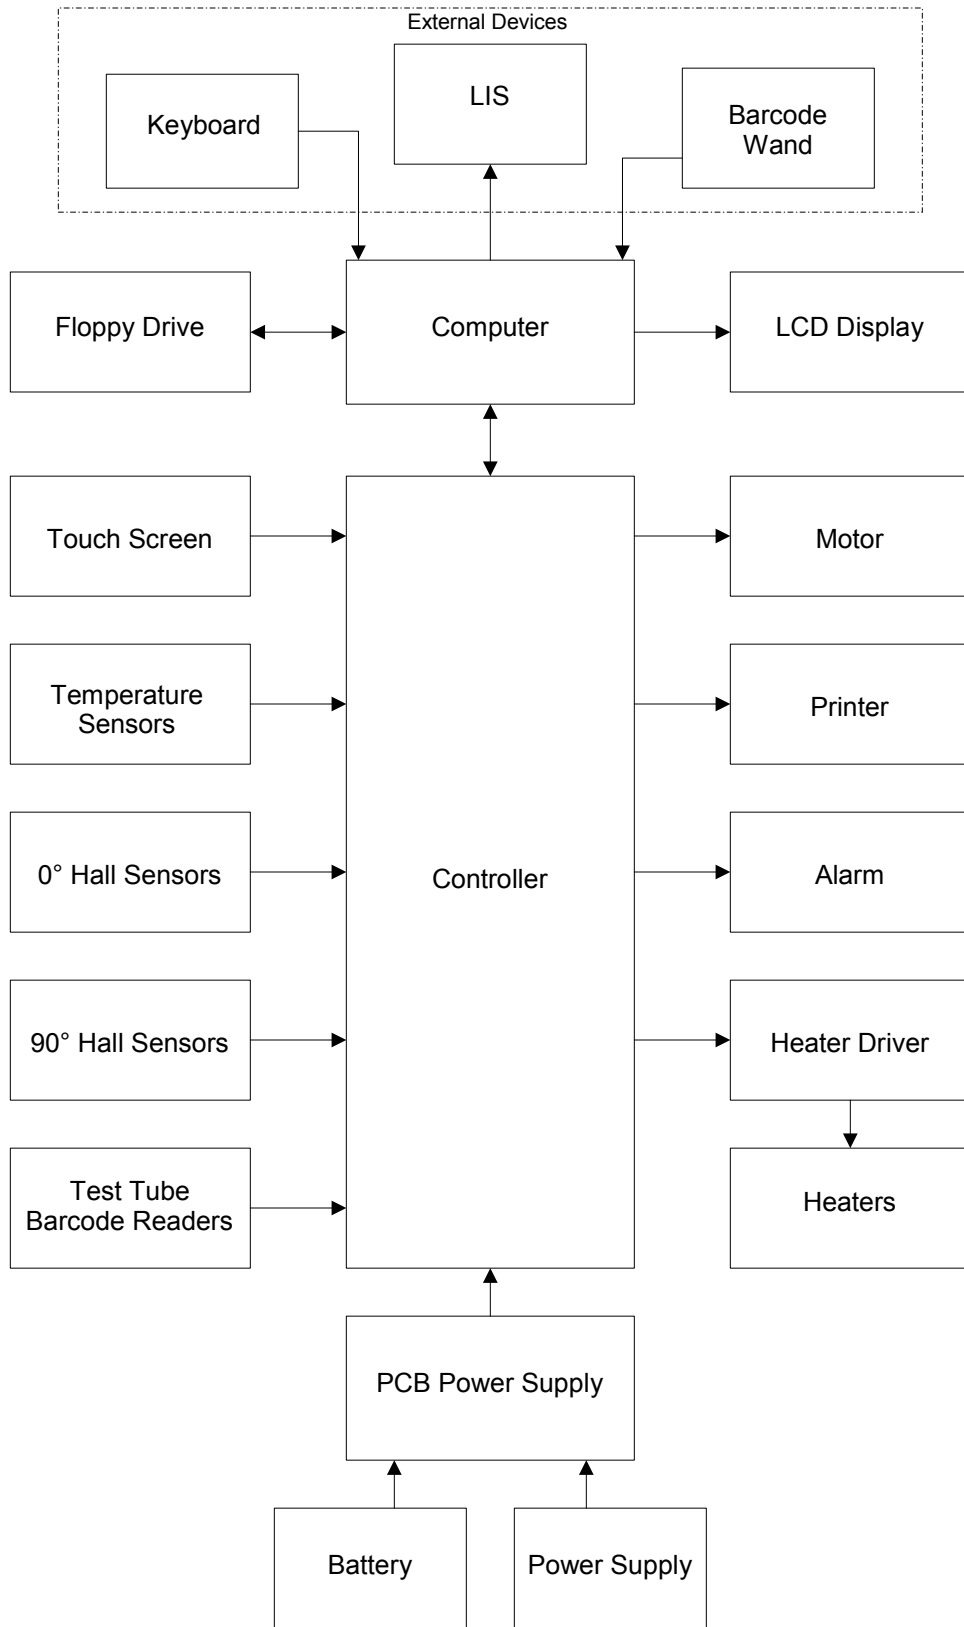 External Devices
Keyboard
LIS
Barcode
Wand
Floppy Drive
Computer
LCD Display
Touch Screen
Motor
Temperature
Sensors
Printer
0° Hall Sensors
Controller
Alarm
90° Hall Sensors
Heater Driver
Test Tube
Barcode Readers
Heaters
PCB Power Supply
Battery
Power Supply